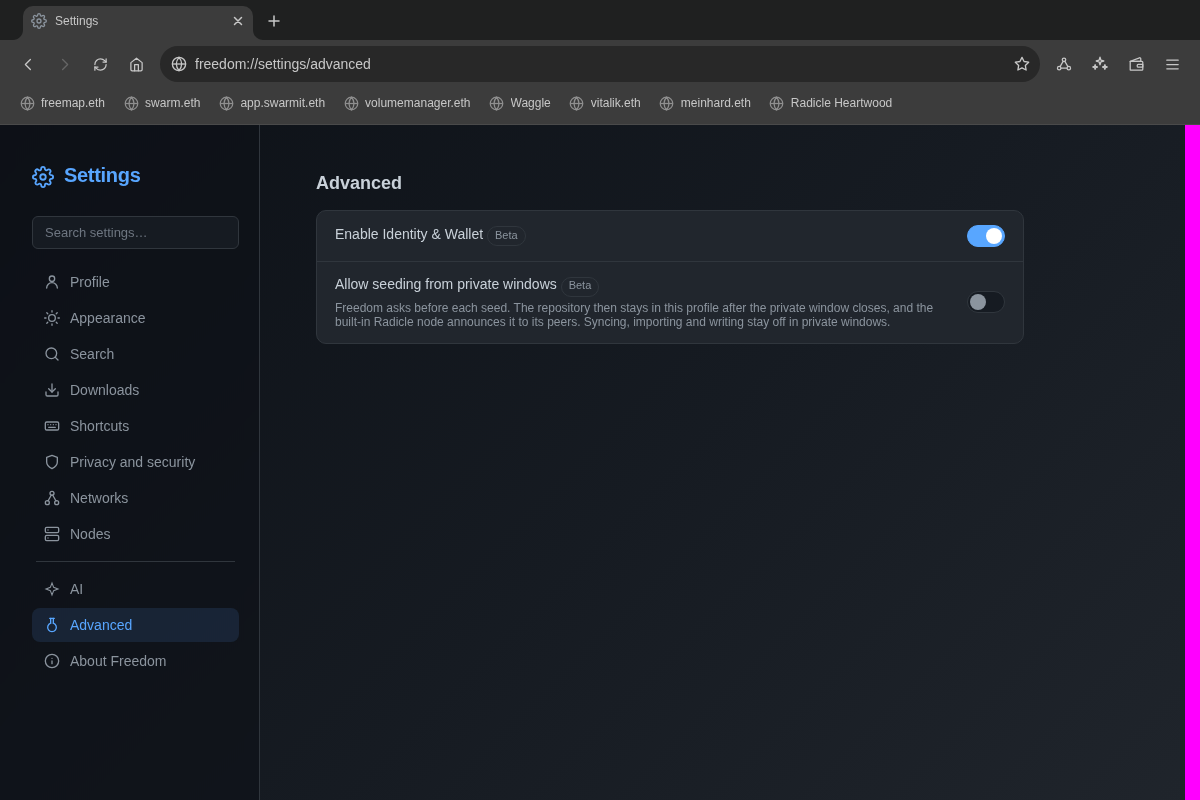 Settings
freedom://settings/advanced
freemap.eth swarm.eth app.swarmit.eth volumemanager.eth Waggle vitalik.eth meinhard.eth Radicle Heartwood
Settings
Search settings…
Profile
Appearance
Search
Downloads
Shortcuts
Privacy and security
Networks
Nodes
AI
Advanced
About Freedom
Advanced
Enable Identity & Wallet Beta
Allow seeding from private windows Beta
Freedom asks before each seed. The repository then stays in this profile after the private window closes, and the
built-in Radicle node announces it to its peers. Syncing, importing and writing stay off in private windows.